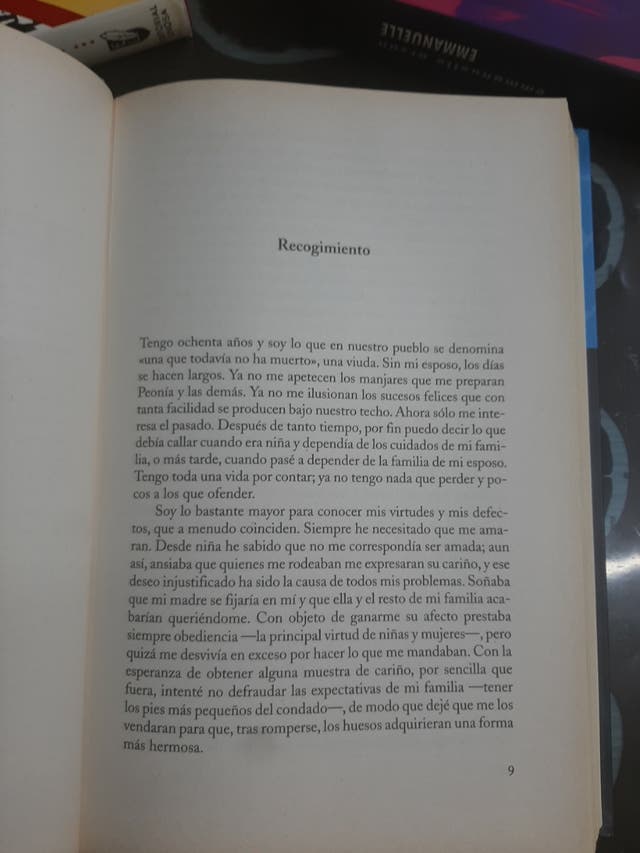 EMMANUELLE
Recogimiento
Tengo ochenta años y soy lo que en nuestro pueblo se denomina
«una que todavía no ha muerto», una viuda. Sin mi esposo, los días
se hacen largos. Ya no me apetecen los manjares que me preparan
Peonía y las demás. Ya no me ilusionan los sucesos felices que con
tanta facilidad se producen bajo nuestro techo. Ahora sólo me inte-
resa el pasado. Después de tanto tiempo, por fin puedo decir lo que
debía callar cuando era niña y dependía de los cuidados de mi fami-
lia, o más tarde, cuando pasé a depender de la familia de mi esposo.
Tengo toda una vida por contar; ya no tengo nada que perder y po-
cos a los que ofender.
Soy lo bastante mayor para conocer mis virtudes y mis defec-
tos, que a menudo coinciden. Siempre he necesitado que me ama-
ran. Desde niña he sabido que no me correspondía ser amada; aun
así, ansiaba que quienes me rodeaban me expresaran su cariño, y ese
deseo injustificado ha sido la causa de todos mis problemas. Soñaba
que mi madre se fijaría en mí y que ella y el resto de mi familia aca-
barían queriéndome. Con objeto de ganarme su afecto prestaba
siempre obediencia —la principal virtud de niñas y mujeres—, pero
quizá me desvivía en exceso por hacer lo que me mandaban. Con la
esperanza de obtener alguna muestra de cariño, por sencilla que
fuera, intenté no defraudar las expectativas de mi familia —tener
los pies más pequeños del condado—, de modo que dejé que me los
vendaran para que, tras romperse, los huesos adquirieran una forma
más hermosa.
9